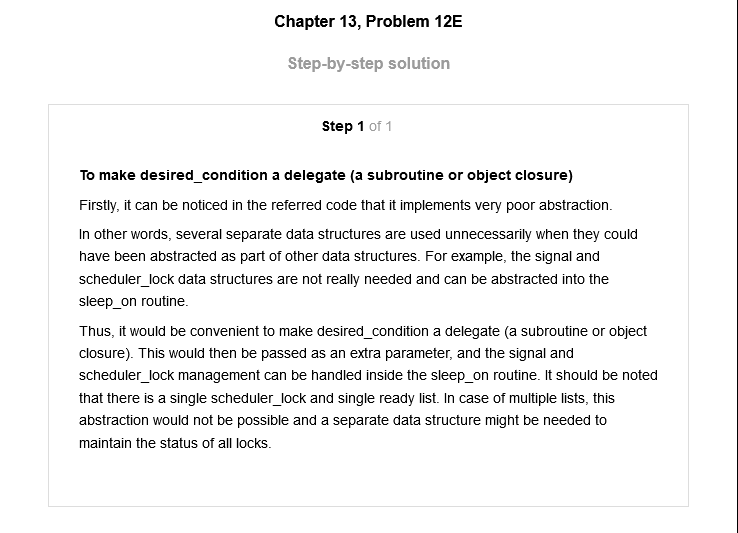 Chapter 13, Problem 12E
Step-by-step solution
Step 1 of 1
To make desired_condition a delegate (a subroutine or object closure)
Firstly, it can be noticed in the referred code that it implements very poor abstraction.
In other words, several separate data structures are used unnecessarily when they could
have been abstracted as part of other data structures. For example, the signal and
scheduler_lock data structures are not really needed and can be abstracted into the
sleep_on routine.
Thus, it would be convenient to make desired_condition a delegate (a subroutine or object
closure). This would then be passed as an extra parameter, and the signal and
scheduler_lock management can be handled inside the sleep_on routine. It should be noted
that there is a single scheduler_lock and single ready list. In case of multiple lists, this
abstraction would not be possible and a separate data structure might be needed to
maintain the status of all locks.